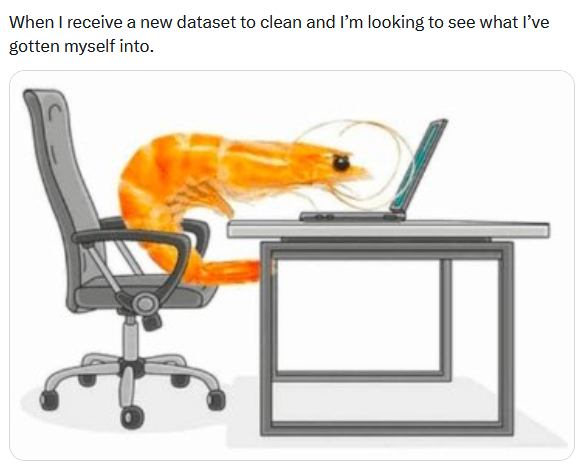 When I receive a new dataset to clean and I’m looking to see what I’ve
gotten myself into.